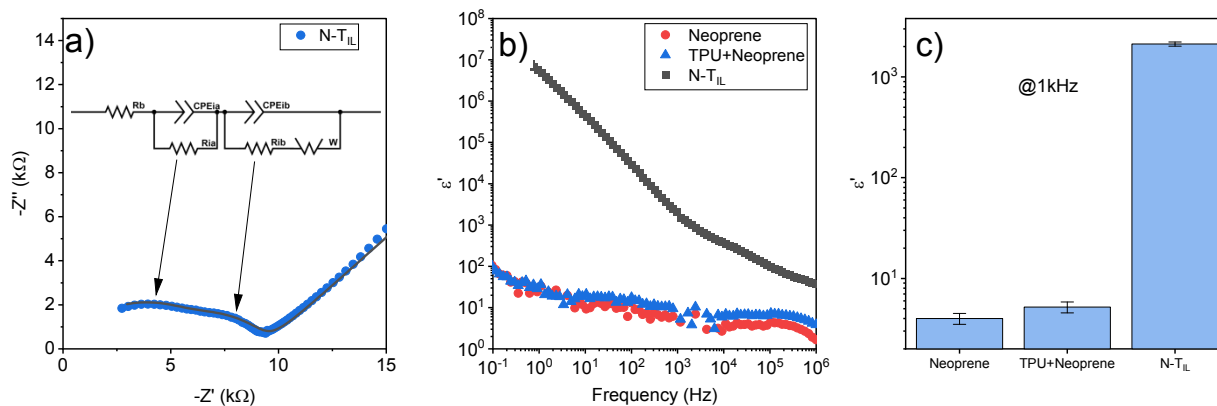 a)
N-T_IL
Rb
CPEia
CPEib
Ria
Rib
W
14
12
10
8
6
4
2
0
-Z'' (kΩ)
0
5
10
15
-Z' (kΩ)
b)
Neoprene
TPU+Neoprene
N-T_IL
10^8
10^7
10^6
10^5
10^4
10^3
10^2
10^1
10^0
ε'
10^-1 10^0 10^1 10^2 10^3 10^4 10^5 10^6
Frequency (Hz)
c)
@1kHz
10^3
10^2
10^1
ε'
Neoprene
TPU+Neoprene
N-T_IL